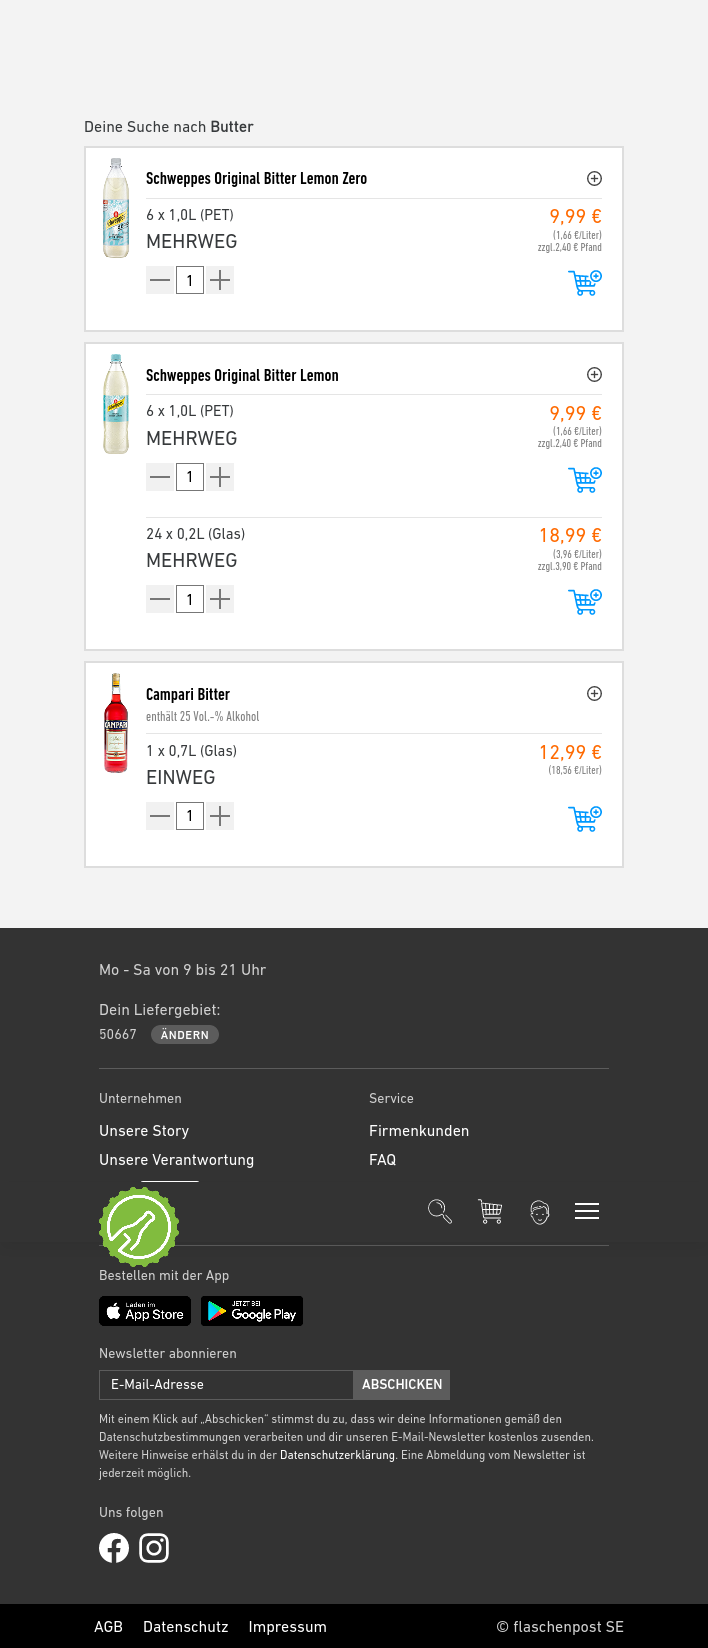 Deine Suche nach Butter
Schweppes Original Bitter Lemon Zero
6 x 1,0L (PET)
9,99 €
MEHRWEG
(1,66 €/Liter)
zzgl.2,40 € Pfand
1
Schweppes Original Bitter Lemon
6 x 1,0L (PET)
9,99 €
MEHRWEG
(1,66 €/Liter)
zzgl.2,40 € Pfand
1
24 x 0,2L (Glas)
18,99 €
MEHRWEG
(3,96 €/Liter)
zzgl.3,90 € Pfand
1
CAMPARI
Campari Bitter
enthält 25 Vol.-% Alkohol
1 x 0,7L (Glas)
12,99 €
EINWEG
(18,56 €/Liter)
1
Mo - Sa von 9 bis 21 Uhr
Dein Liefergebiet:
50667 ÄNDERN
Unternehmen
Service
Unsere Story
Firmenkunden
Unsere Verantwortung
FAQ
Bestellen mit der App
Laden im
App Store
JETZT BEI
Google Play
Newsletter abonnieren
E-Mail-Adresse
ABSCHICKEN
Mit einem Klick auf „Abschicken“ stimmst du zu, dass wir deine Informationen gemäß den
Datenschutzbestimmungen verarbeiten und dir unseren E-Mail-Newsletter kostenlos zusenden.
Weitere Hinweise erhälst du in der Datenschutzerklärung. Eine Abmeldung vom Newsletter ist
jederzeit möglich.
Uns folgen
AGB Datenschutz Impressum
© flaschenpost SE